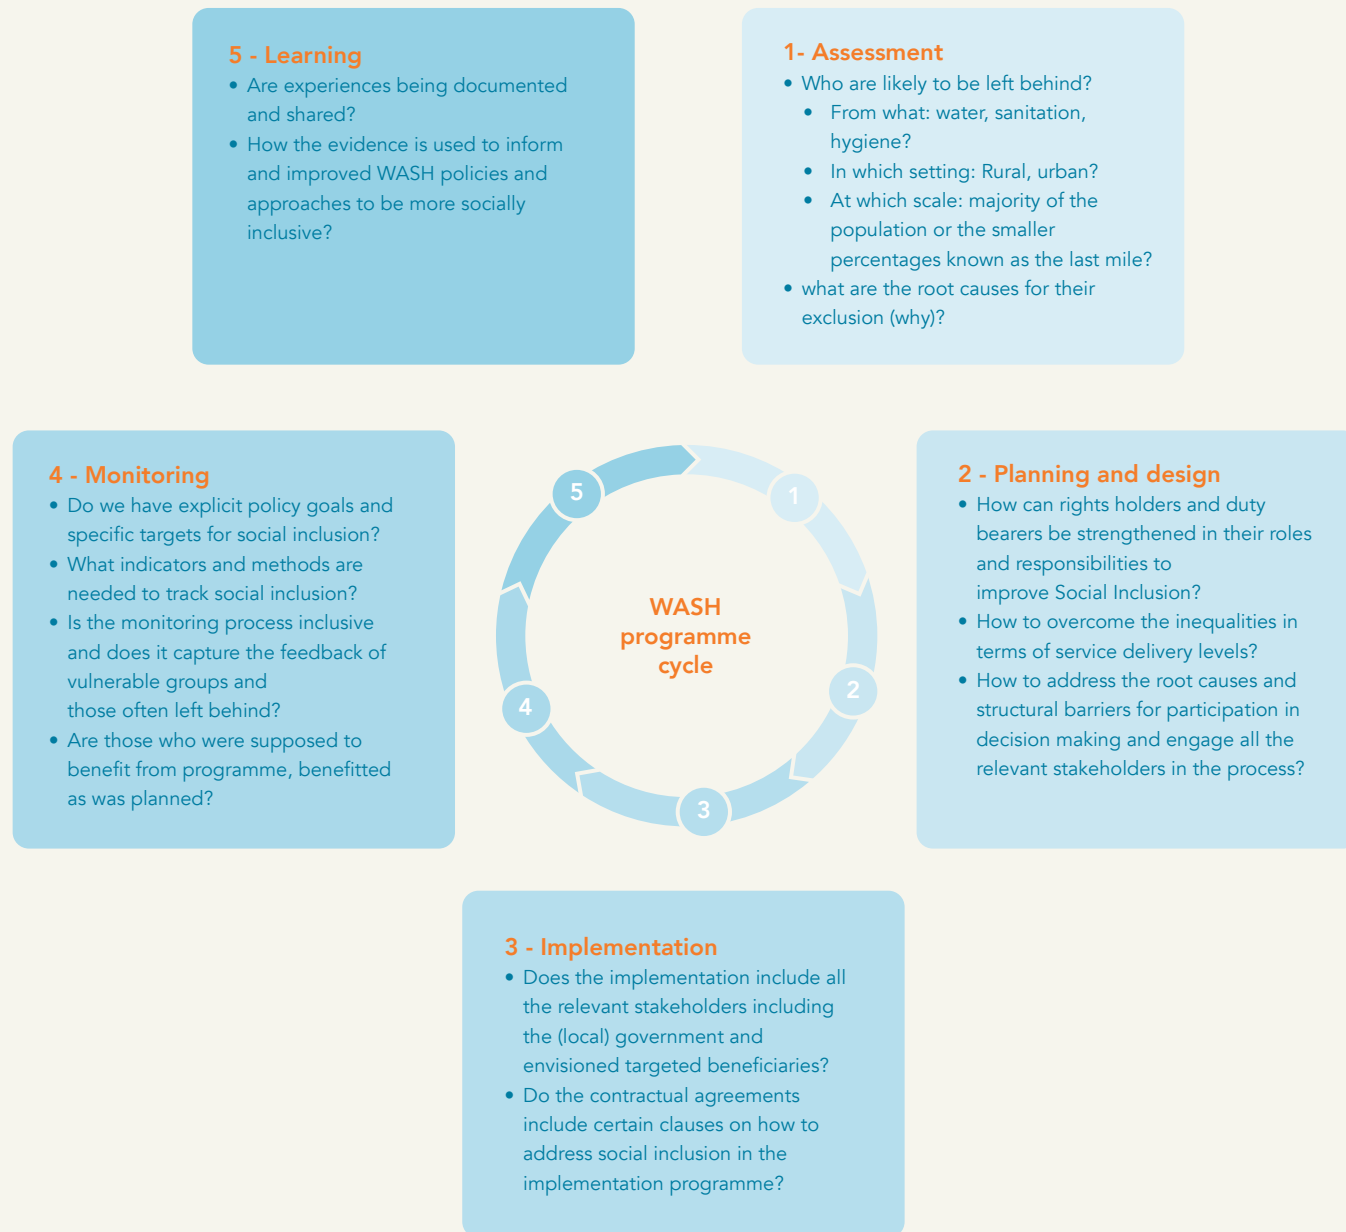 5 - Learning
• Are experiences being documented
and shared?
• How the evidence is used to inform
and improved WASH policies and
approaches to be more socially
inclusive?
1- Assessment
• Who are likely to be left behind?
• From what: water, sanitation,
hygiene?
• In which setting: Rural, urban?
• At which scale: majority of the
population or the smaller
percentages known as the last mile?
• what are the root causes for their
exclusion (why)?
4 - Monitoring
• Do we have explicit policy goals and
specific targets for social inclusion?
• What indicators and methods are
needed to track social inclusion?
• Is the monitoring process inclusive
and does it capture the feedback of
vulnerable groups and
those often left behind?
• Are those who were supposed to
benefit from programme, benefitted
as was planned?
5
1
WASH
programme
cycle
4
2
3
2 - Planning and design
• How can rights holders and duty
bearers be strengthened in their roles
and responsibilities to
improve Social Inclusion?
• How to overcome the inequalities in
terms of service delivery levels?
• How to address the root causes and
structural barriers for participation in
decision making and engage all the
relevant stakeholders in the process?
3 - Implementation
• Does the implementation include all
the relevant stakeholders including
the (local) government and
envisioned targeted beneficiaries?
• Do the contractual agreements
include certain clauses on how to
address social inclusion in the
implementation programme?